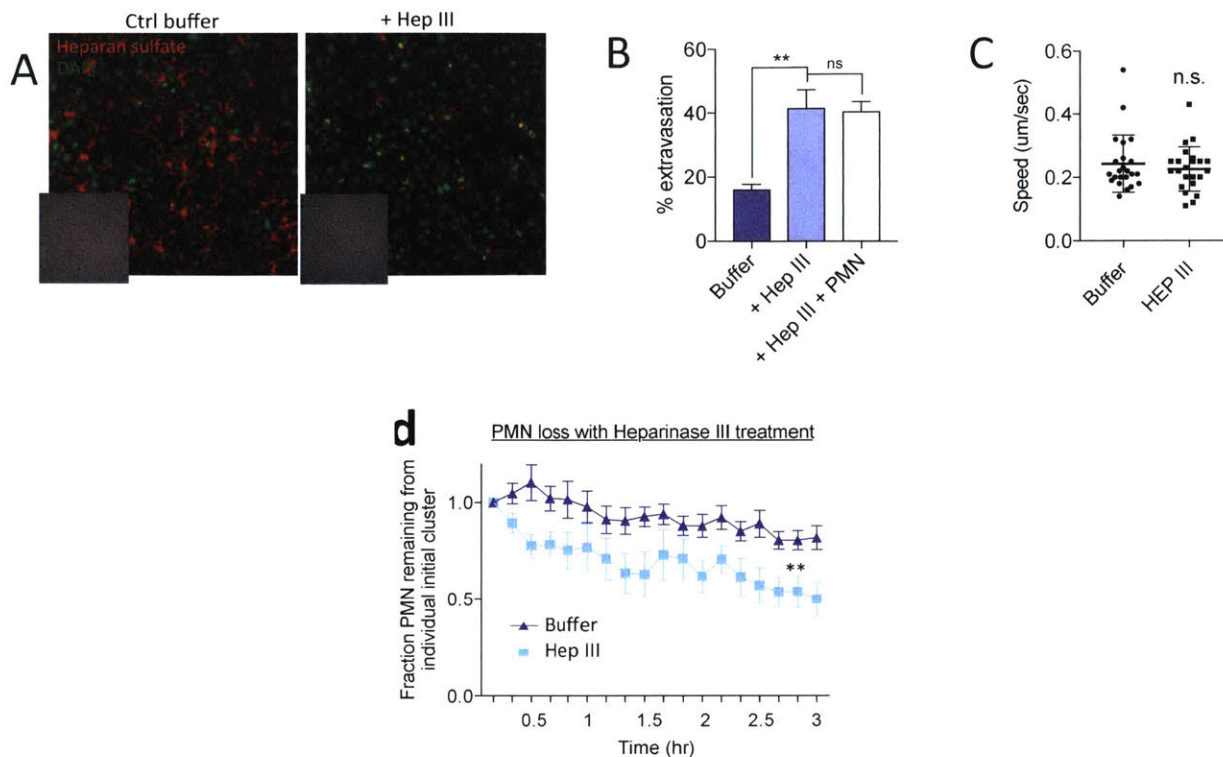 Ctrl buffer
+ Hep III
A
Heparan sulfate
B
60
40
20
0
% extravasation
**
ns
Buffer
+ Hep III
+ Hep III + PMN
C
n.s.
0.6
0.4
0.2
0.0
Speed (um/sec)
Buffer
HEP III
d
PMN loss with Heparinase III treatment
Fraction PMN remaining from
individual initial cluster
1.0
0.5
0.0
**
Buffer
Hep III
0.5
1
1.5
2
2.5
3
Time (hr)